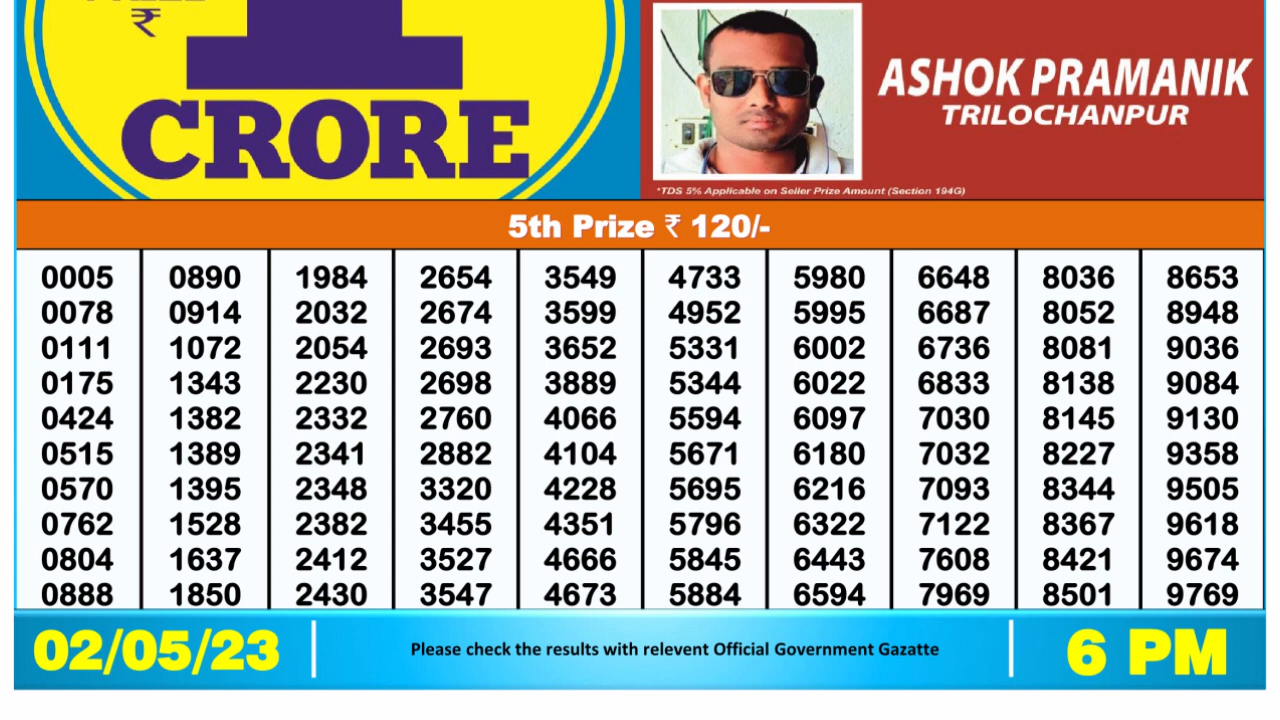 ₹
1
CRORE
ASHOK PRAMANIK
TRILOCHANPUR
*TDS 5% Applicable on Seller Prize Amount (Section 194G)
5th Prize ₹ 120/-
0005 0890 1984 2654 3549 4733 5980 6648 8036 8653
0078 0914 2032 2674 3599 4952 5995 6687 8052 8948
0111 1072 2054 2693 3652 5331 6002 6736 8081 9036
0175 1343 2230 2698 3889 5344 6022 6833 8138 9084
0424 1382 2332 2760 4066 5594 6097 7030 8145 9130
0515 1389 2341 2882 4104 5671 6180 7032 8227 9358
0570 1395 2348 3320 4228 5695 6216 7093 8344 9505
0762 1528 2382 3455 4351 5796 6322 7122 8367 9618
0804 1637 2412 3527 4666 5845 6443 7608 8421 9674
0888 1850 2430 3547 4673 5884 6594 7969 8501 9769
02/05/23
Please check the results with relevent Official Government Gazatte
6 PM